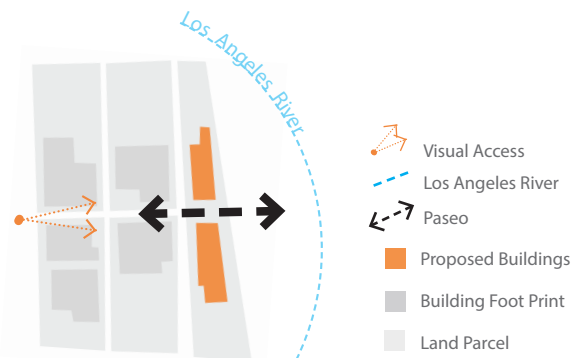 Los Angeles River
Visual Access
Los Angeles River
Paseo
Proposed Buildings
Building Foot Print
Land Parcel